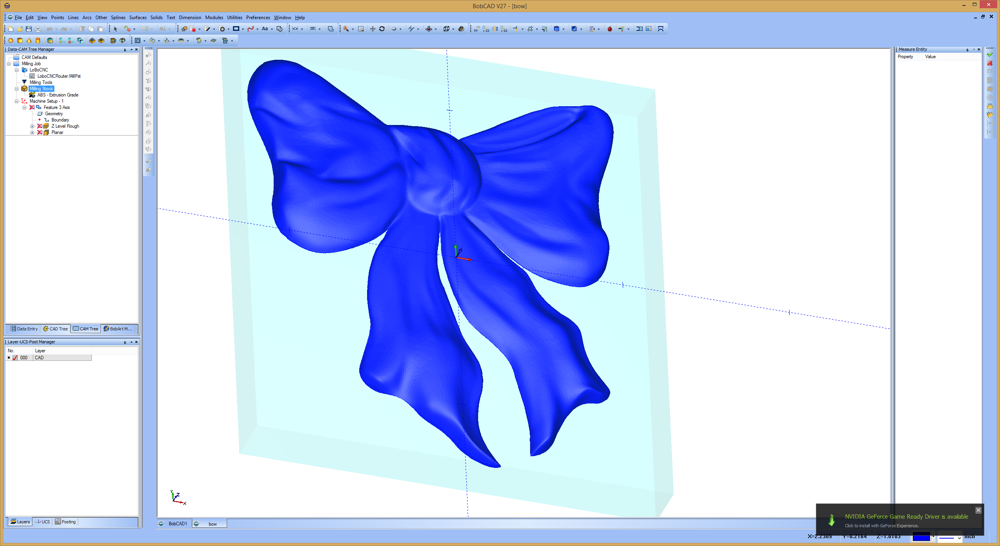 BobCAD V27 - [bow]
File Edit View Points Lines Arcs Other Splines Surfaces Solids Text Dimension Modules Utilities Preferences Window Help
ALL
Aa
Data-CAM Tree Manager
CAM Defaults
Milling Job
LoBoCNC
LoboCNCRouter.MillPst
Milling Tools
Milling Stock
ABS - Extrusion Grade
Machine Setup - 1
Feature 3 Axis
Geometry
Boundary
Z Level Rough
Planar
Data Entry CAD Tree CAM Tree BobArt M...
Layer-UCS-Post Manager
No. Layer
000 CAD
Layers UCS Posting
Y
Z
X
BobCAD1 bow
Measure Entity
Property Value
NVIDIA GeForce Game Ready Driver is available
Click to install with GeForce Experience.
X=2.2309 Y=0.2164 Z=1.0103 Inch